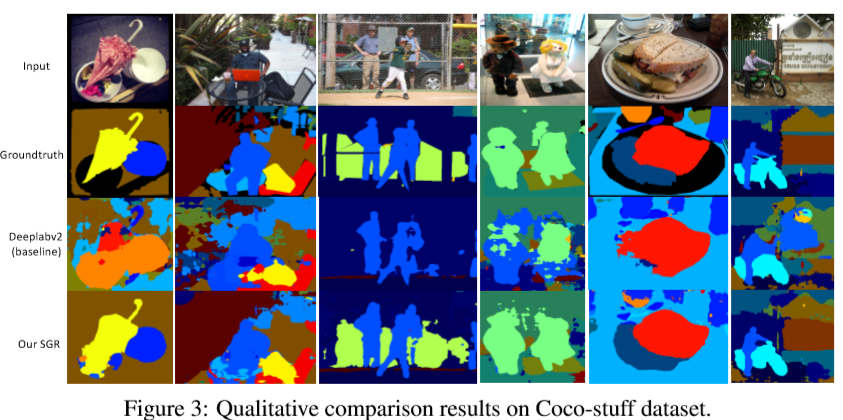 Input
Groundtruth
Deeplabv2
(baseline)
Our SGR
Figure 3: Qualitative comparison results on Coco-stuff dataset.